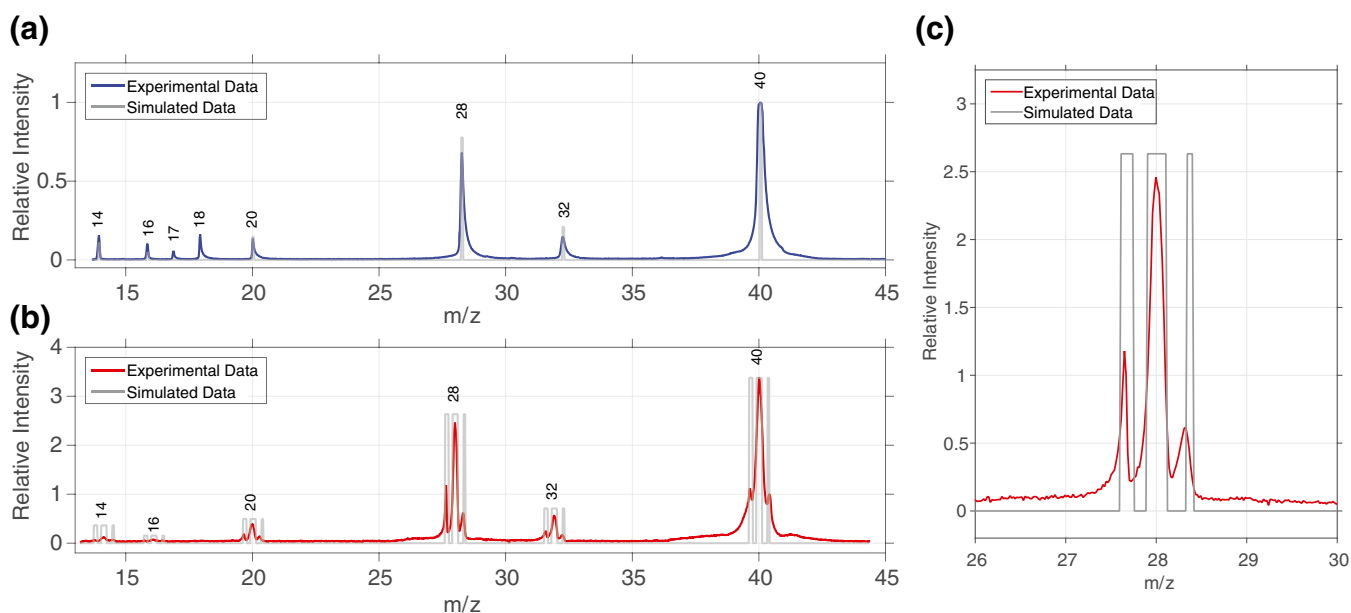 (a)
Relative Intensity
1
0.5
0
Experimental Data
Simulated Data
14
16
17
18
20
28
32
40
15 20 25 30 35 40 45
m/z
(b)
Relative Intensity
4
3
2
1
0
Experimental Data
Simulated Data
14
16
20
28
32
40
15 20 25 30 35 40 45
m/z
(c)
Relative Intensity
3
2.5
2
1.5
1
0.5
0
Experimental Data
Simulated Data
26 27 28 29 30
m/z